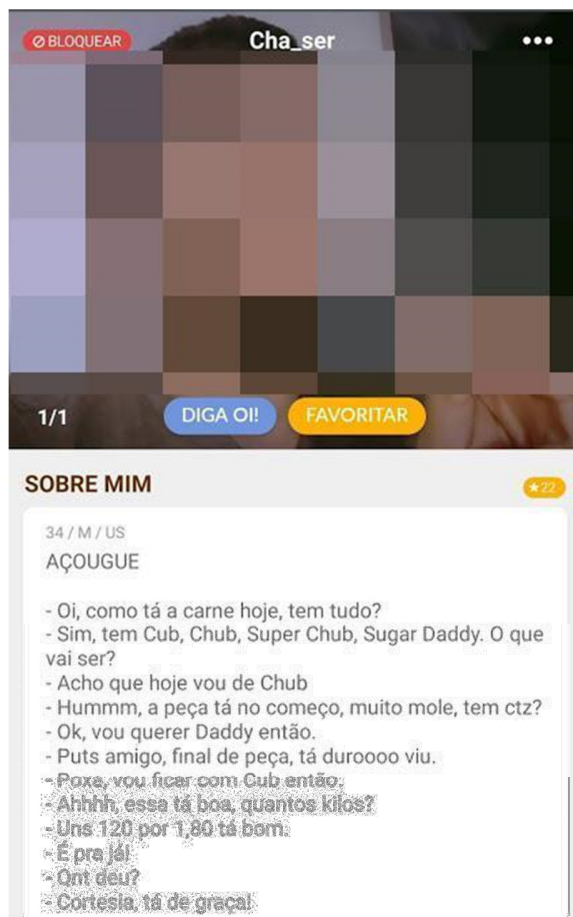 BLOQUEAR
Cha_ser
1/1
DIGA OI!
FAVORITAR
SOBRE MIM
★22
34 / M / US
AÇOUGUE
- Oi, como tá a carne hoje, tem tudo?
- Sim, tem Cub, Chub, Super Chub, Sugar Daddy. O que
vai ser?
- Acho que hoje vou de Chub
- Hummm, a peça tá no começo, muito mole, tem ctz?
- Ok, vou querer Daddy então.
- Puts amigo, final de peça, tá duroooo viu.
- Poxa, vou ficar com Cub então.
- Ahhhh, essa tá boa, quantos kilos?
- Uns 120 por 1,80 tá bom.
- É pra já!
- Qnt deu?
- Cortesia, tá de graça!